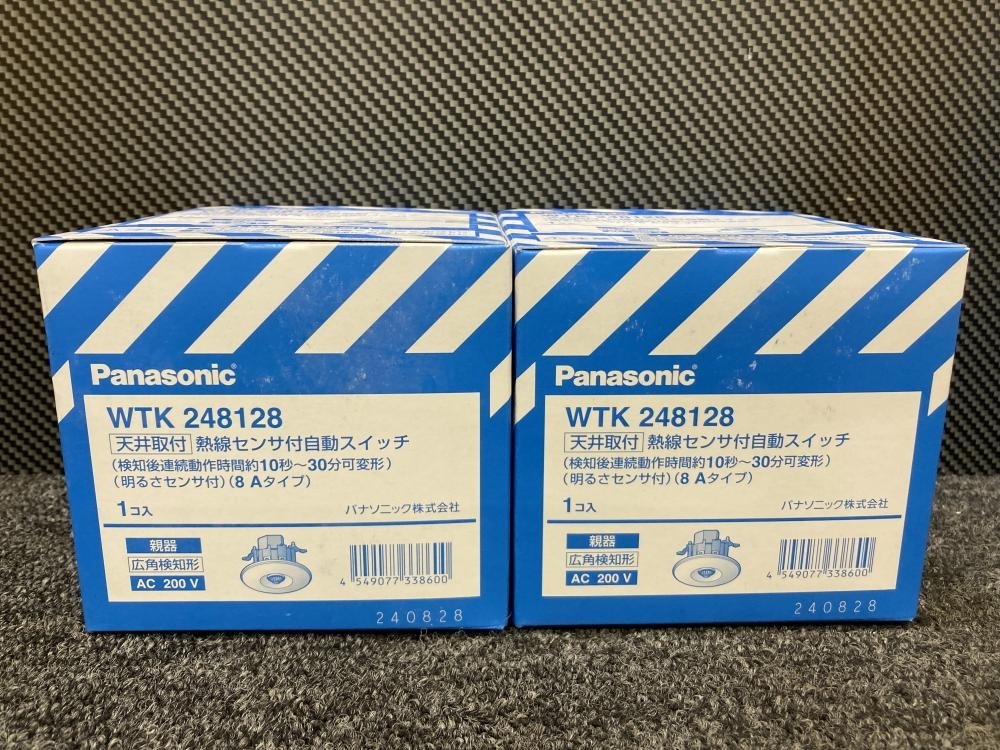 Panasonic
WTK 248128
天井取付 熱線センサ付自動スイッチ
(検知後連続動作時間約10秒～30分可変形)
(明るさセンサ付)(8 Aタイプ)
1コ入 パナソニック株式会社
親器
広角検知形
AC 200 V
4 549077 338600
240828
Panasonic
WTK 248128
天井取付 熱線センサ付自動スイッチ
(検知後連続動作時間約10秒～30分可変形)
(明るさセンサ付)(8 Aタイプ)
1コ入 パナソニック株式会社
親器
広角検知形
AC 200 V
4 549077 338600
240828